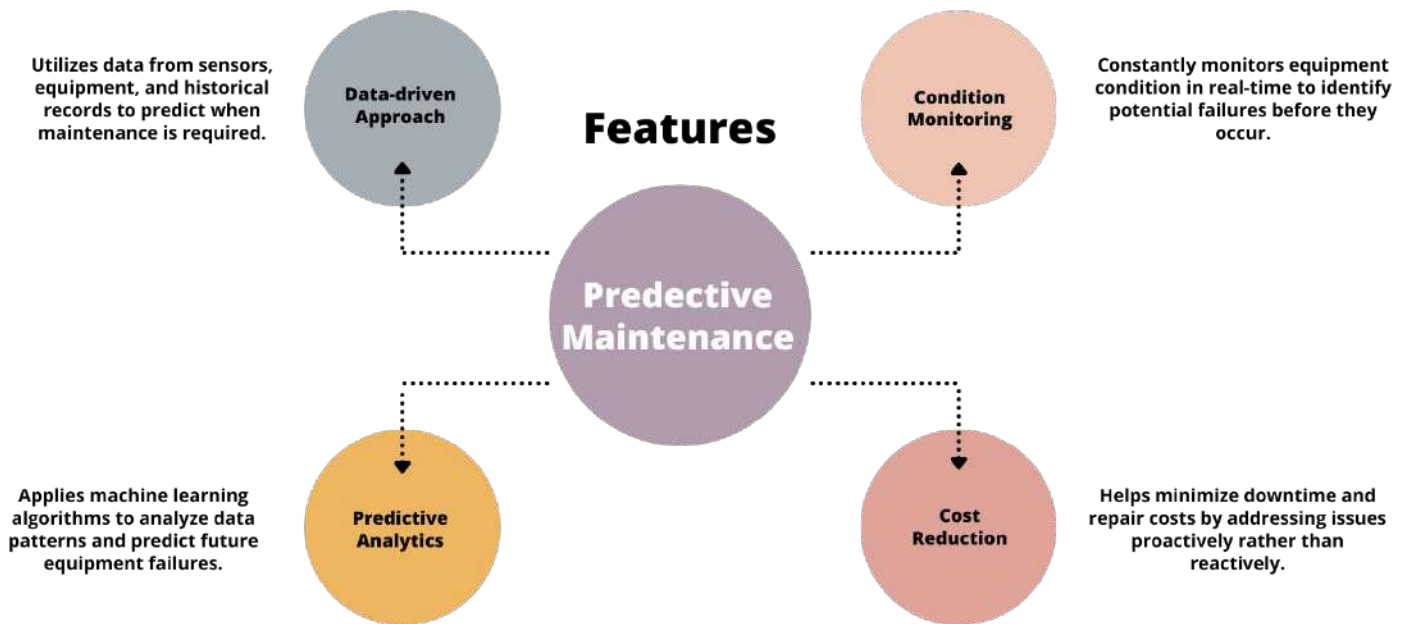 Features
Utilizes data from sensors,
equipment, and historical
records to predict when
maintenance is required.
Data-driven
Approach
Condition
Monitoring
Constantly monitors equipment
condition in real-time to identify
potential failures before they
occur.
Predective
Maintenance
Applies machine learning
algorithms to analyze data
patterns and predict future
equipment failures.
Predictive
Analytics
Cost
Reduction
Helps minimize downtime and
repair costs by addressing issues
proactively rather than
reactively.